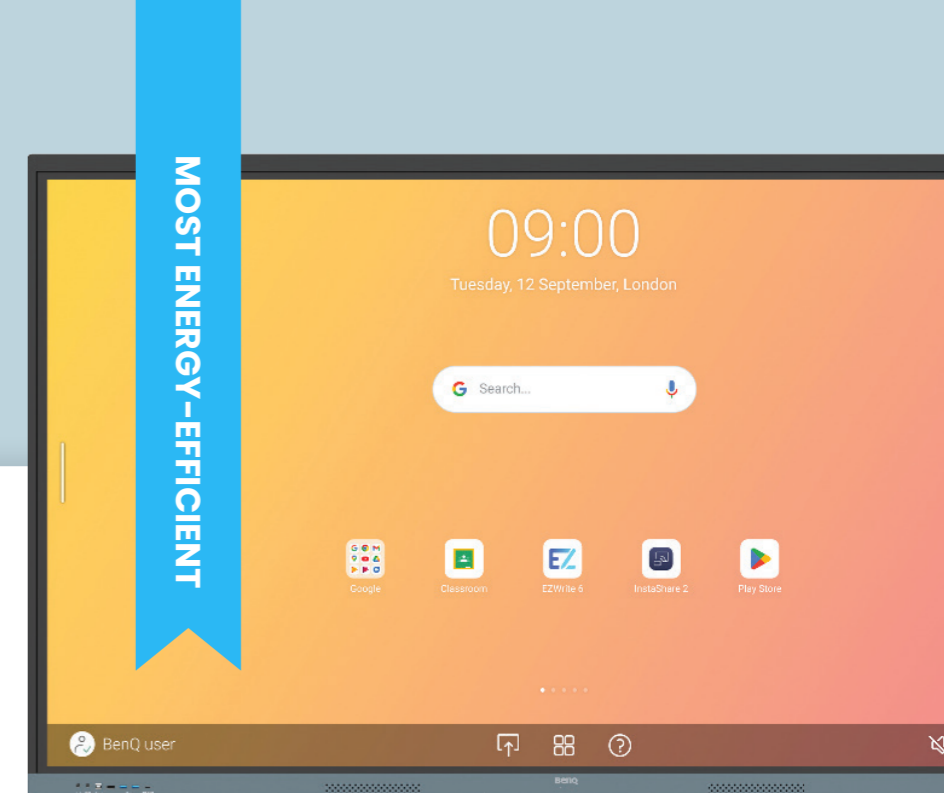 MOST ENERGY-EFFICIENT
09:00
Tuesday, 12 September, London
Search...
Google
Classroom
EZWrite 6
InstaShare 2
Play Store
BenQ user
BenQ